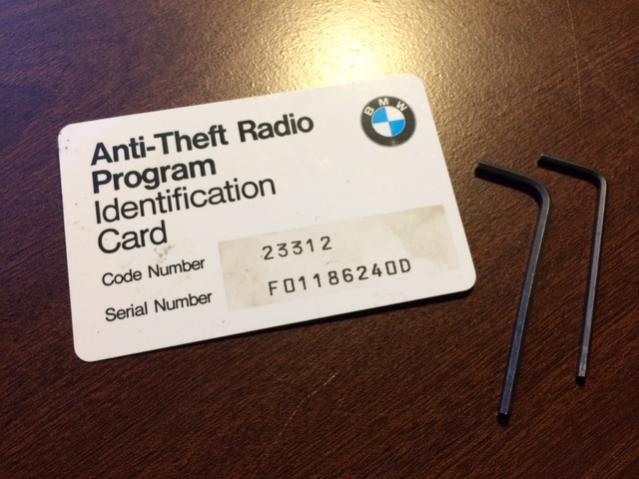 BMW
Anti-Theft Radio
Program
Identification
Card
Code Number 23312
Serial Number F01186240D